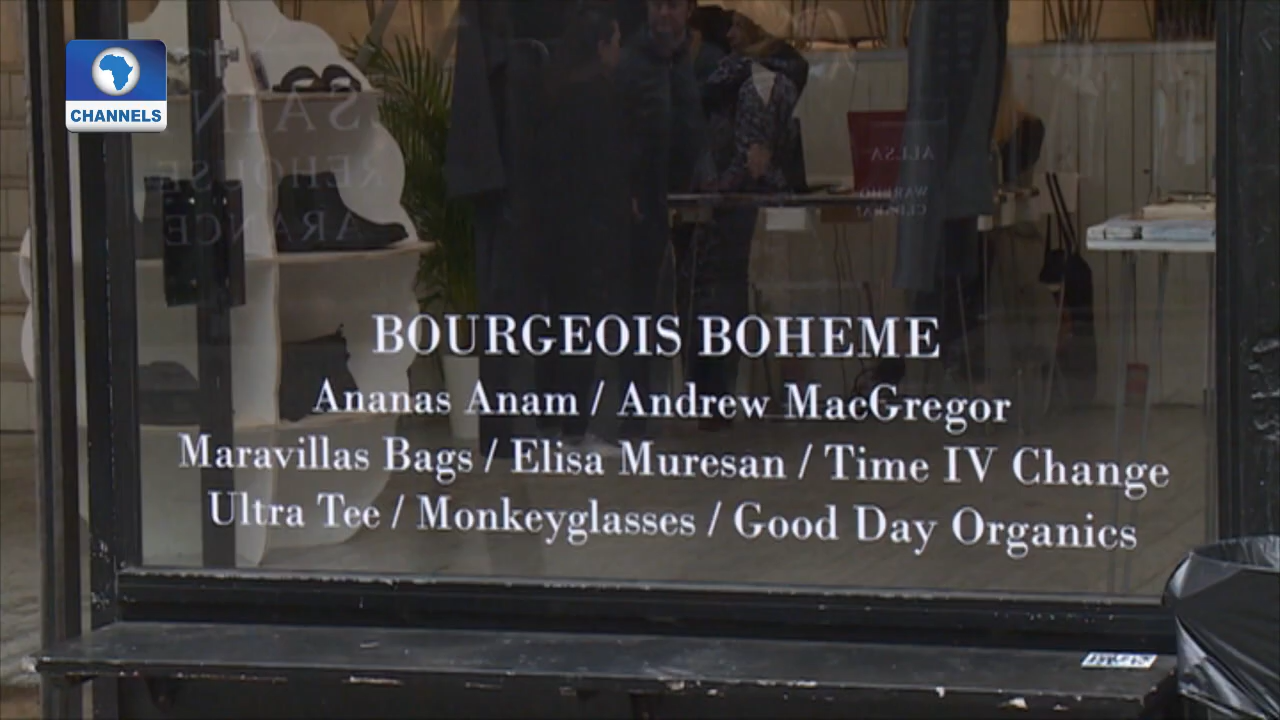 CHANNELS
BOURGEOIS BOHEME
Ananas Anam / Andrew MacGregor
Maravillas Bags / Elisa Muresan / Time IV Change
Ultra Tee / Monkeyglasses / Good Day Organics